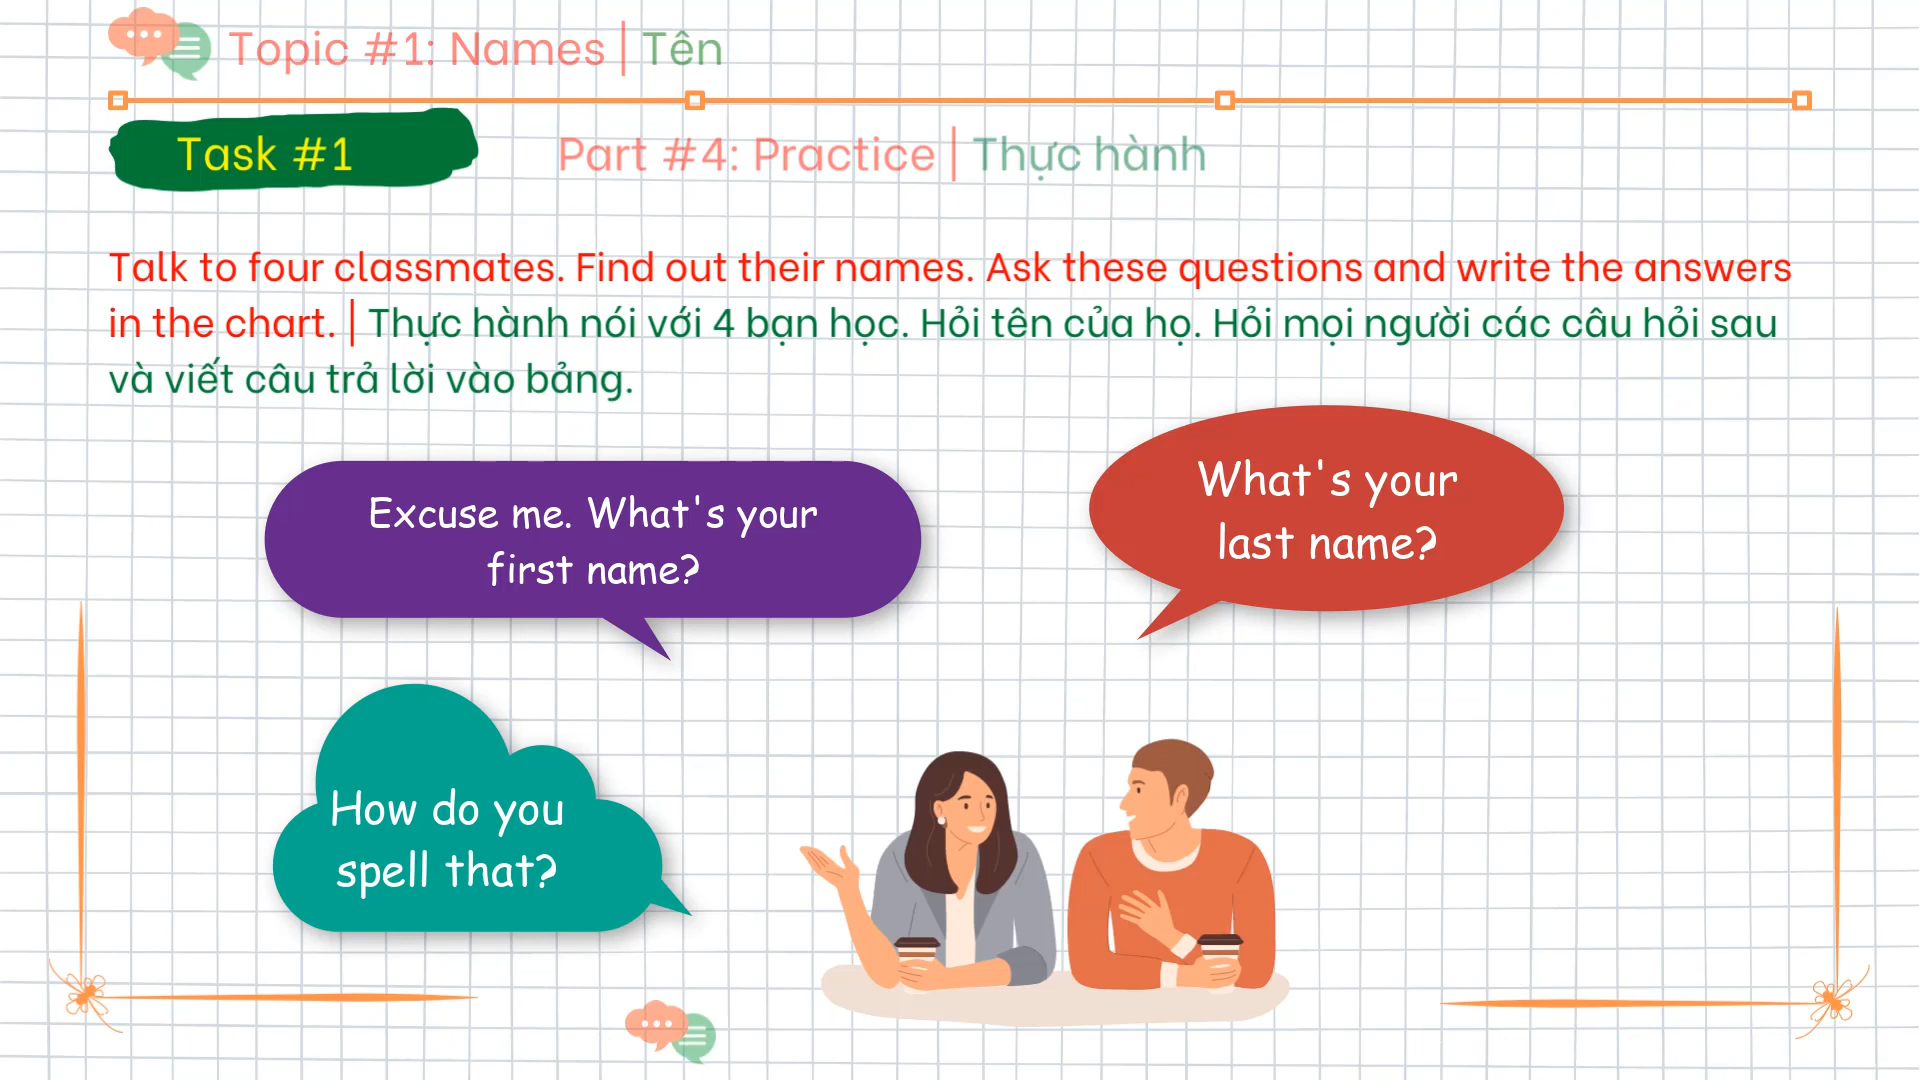 Topic #1: Names | Tên
Task #1
Part #4: Practice | Thực hành
Talk to four classmates. Find out their names. Ask these questions and write the answers
in the chart. | Thực hành nói với 4 bạn học. Hỏi tên của họ. Hỏi mọi người các câu hỏi sau
và viết câu trả lời vào bảng.
Excuse me. What's your
first name?
What's your
last name?
How do you
spell that?